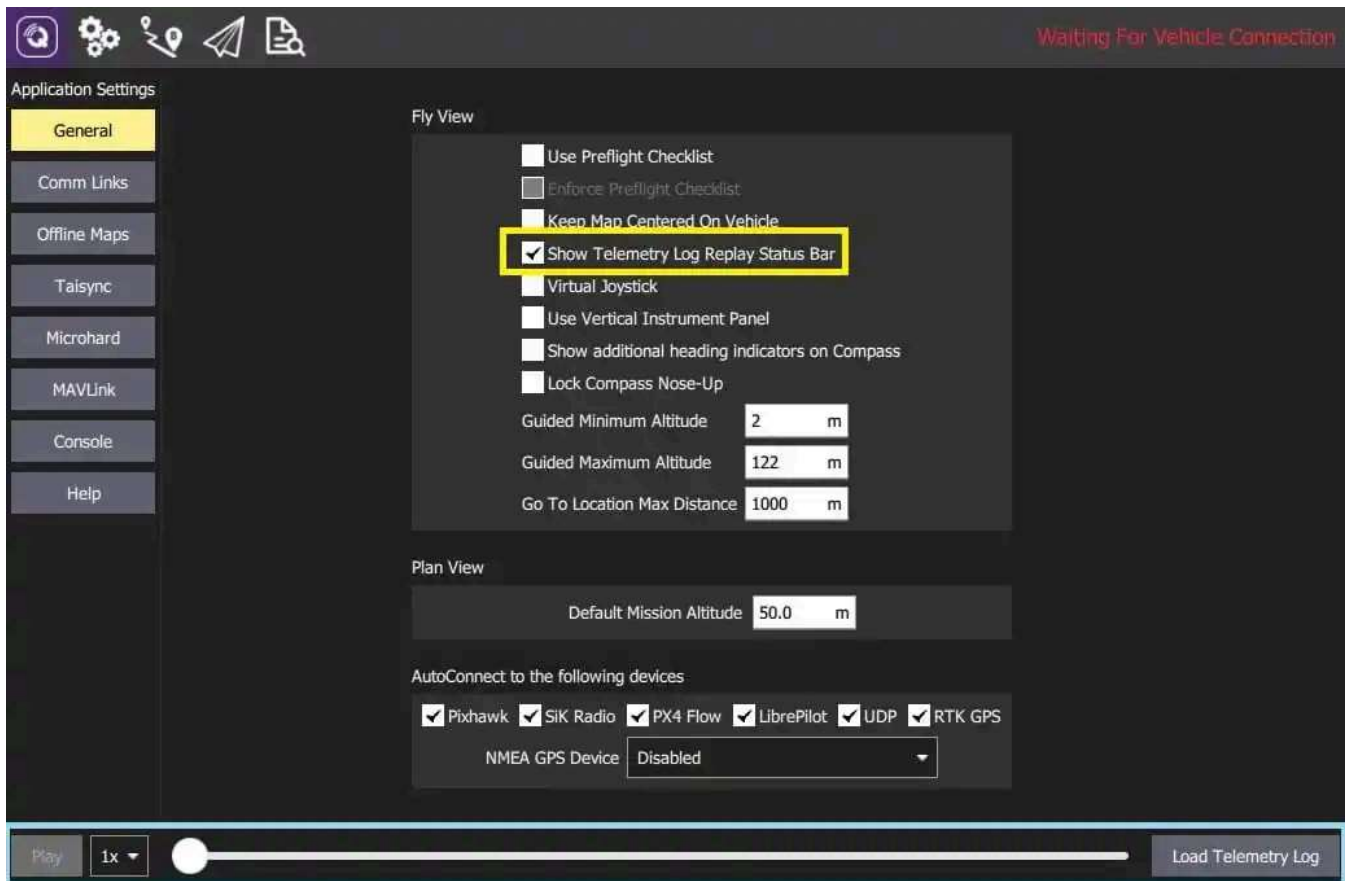 Waiting For Vehicle Connection
Application Settings
General
Comm Links
Offline Maps
Taisync
Microhard
MAVLink
Console
Help
Fly View
Use Preflight Checklist
Enforce Preflight Checklist
Keep Map Centered On Vehicle
Show Telemetry Log Replay Status Bar
Virtual Joystick
Use Vertical Instrument Panel
Show additional heading indicators on Compass
Lock Compass Nose-Up
Guided Minimum Altitude 2 m
Guided Maximum Altitude 122 m
Go To Location Max Distance 1000 m
Plan View
Default Mission Altitude 50.0 m
AutoConnect to the following devices
Pixhawk SiK Radio PX4 Flow LibrePilot UDP RTK GPS
NMEA GPS Device Disabled
Play 1x Load Telemetry Log